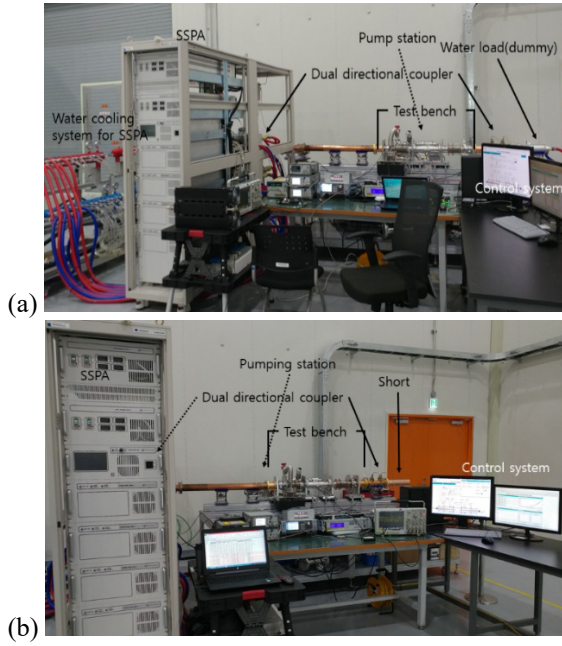 SSPA
Pump station
Water load(dummy)
Dual directional coupler
Test bench
Water cooling
system for SSPA
Control system
(a)
Pumping station
SSPA
Short
Dual directional coupler
Test bench
Control system
(b)